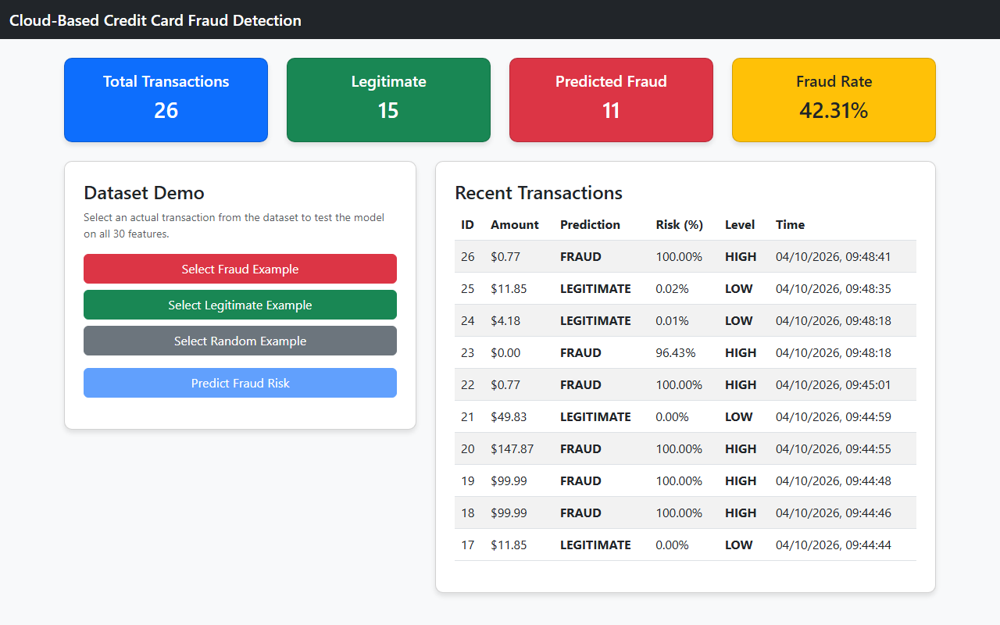 Cloud-Based Credit Card Fraud Detection
Total Transactions
26
Legitimate
15
Predicted Fraud
11
Fraud Rate
42.31%
Dataset Demo
Select an actual transaction from the dataset to test the model
on all 30 features.
Select Fraud Example
Select Legitimate Example
Select Random Example
Predict Fraud Risk
Recent Transactions
ID Amount Prediction Risk (%) Level Time
26 $0.77 FRAUD 100.00% HIGH 04/10/2026, 09:48:41
25 $11.85 LEGITIMATE 0.02% LOW 04/10/2026, 09:48:35
24 $4.18 LEGITIMATE 0.01% LOW 04/10/2026, 09:48:18
23 $0.00 FRAUD 96.43% HIGH 04/10/2026, 09:48:18
22 $0.77 FRAUD 100.00% HIGH 04/10/2026, 09:45:01
21 $49.83 LEGITIMATE 0.00% LOW 04/10/2026, 09:44:59
20 $147.87 FRAUD 100.00% HIGH 04/10/2026, 09:44:55
19 $99.99 FRAUD 100.00% HIGH 04/10/2026, 09:44:48
18 $99.99 FRAUD 100.00% HIGH 04/10/2026, 09:44:46
17 $11.85 LEGITIMATE 0.00% LOW 04/10/2026, 09:44:44